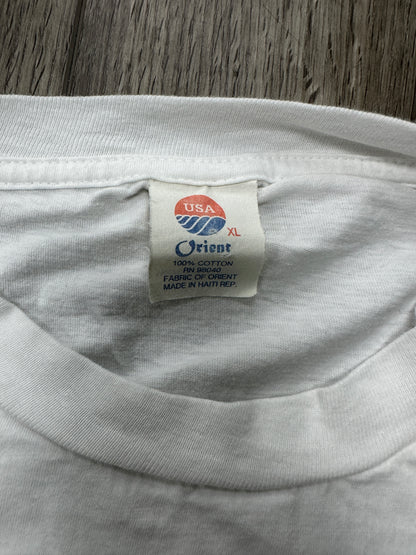 USA
XL
Orient
100% COTTON
RN 98040
FABRIC OF ORIENT
MADE IN HAITI REP.